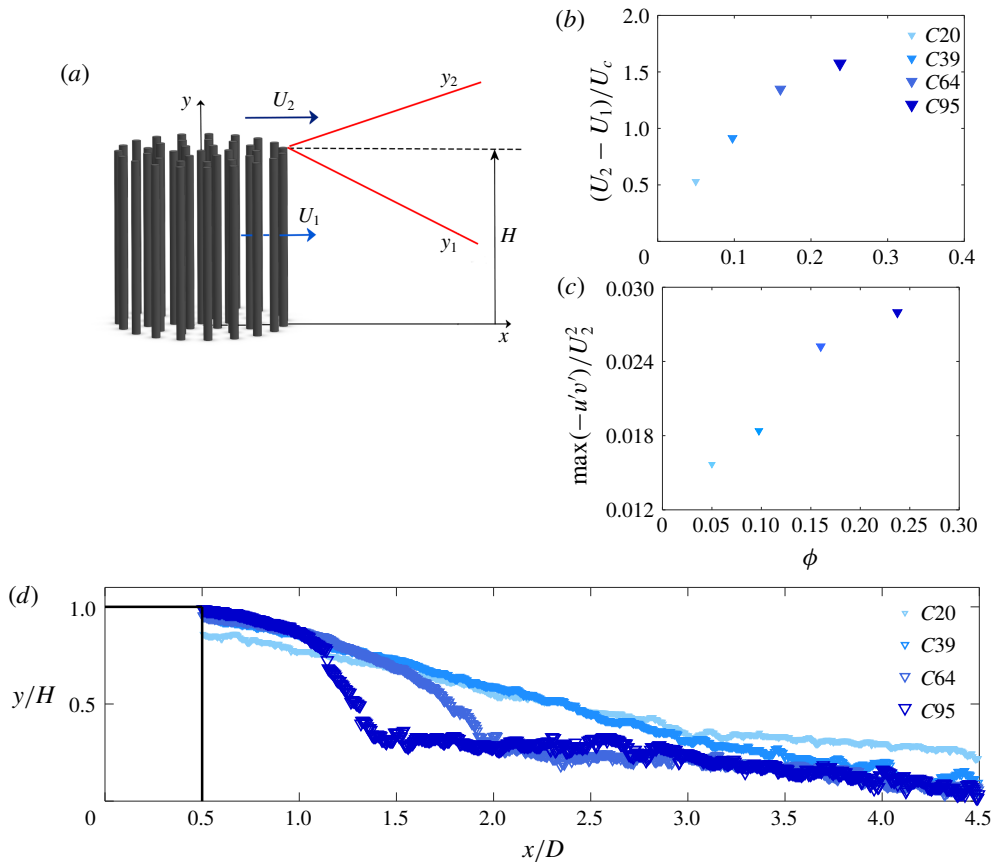 (a)
y
U₂
y₂
U₁
y₁
H
x
(b)
(U₂ − U₁)/U_c
2.0
1.5
1.0
0.5
0
0.1
0.2
0.3
0.4
C20
C39
C64
C95
(c)
max(−u′v′)/U₂²
0.030
0.024
0.018
0.012
0
0.05
0.10
0.15
0.20
0.25
0.30
ϕ
(d)
y/H
1.0
0.5
0
0.5
1.0
1.5
2.0
2.5
3.0
3.5
4.0
4.5
x/D
C20
C39
C64
C95